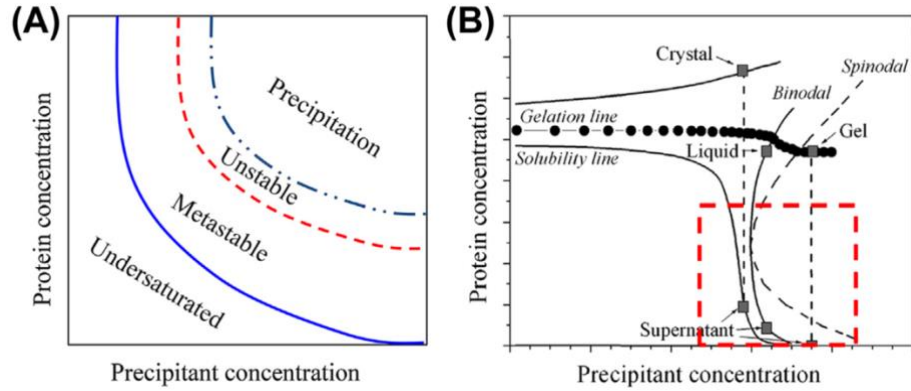 (A)
Protein concentration
Precipitation
Unstable
Metastable
Undersaturated
Precipitant concentration
(B)
Protein concentration
Crystal
Spinodal
Binodal
Gelation line
Gel
Liquid
Solubility line
Supernatant
Precipitant concentration